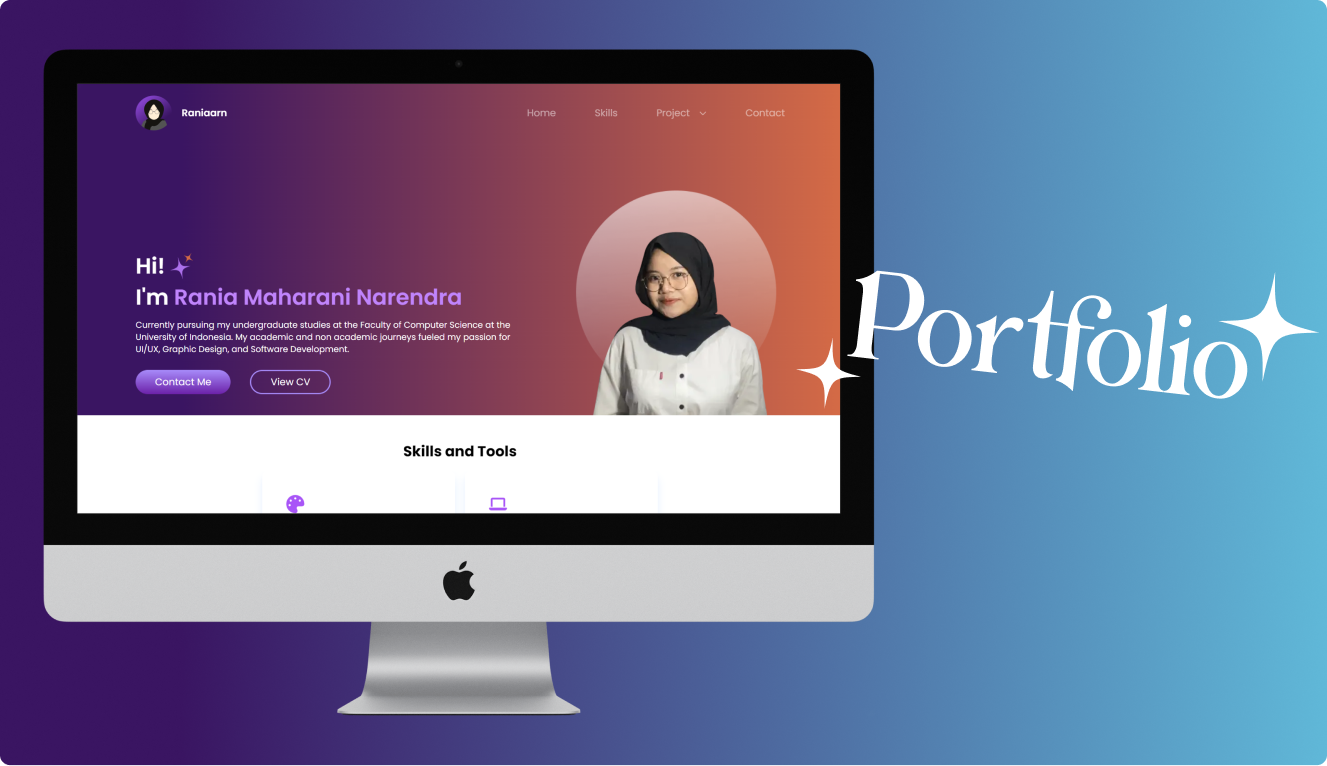 Raniaarn
Home Skills Project Contact
Hi!
I'm Rania Maharani Narendra
Currently pursuing my undergraduate studies at the Faculty of Computer Science at the
University of Indonesia. My academic and non academic journeys fueled my passion for
UI/UX, Graphic Design, and Software Development.
Contact Me View CV
Skills and Tools
Portfolio